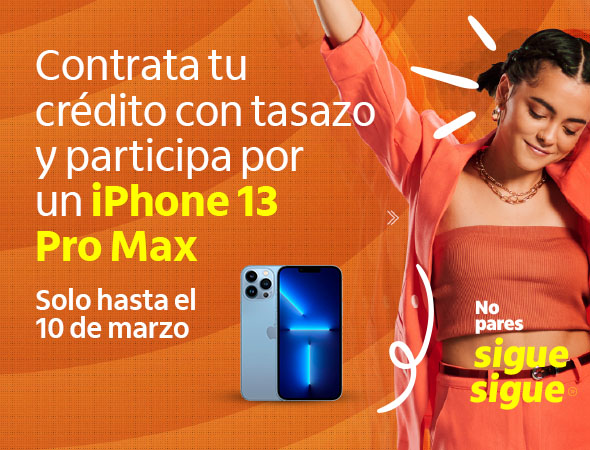 Contrata tu
crédito con tasazo
y participa por
un iPhone 13
Pro Max
Solo hasta el
10 de marzo
No
pares
sigue
sigue